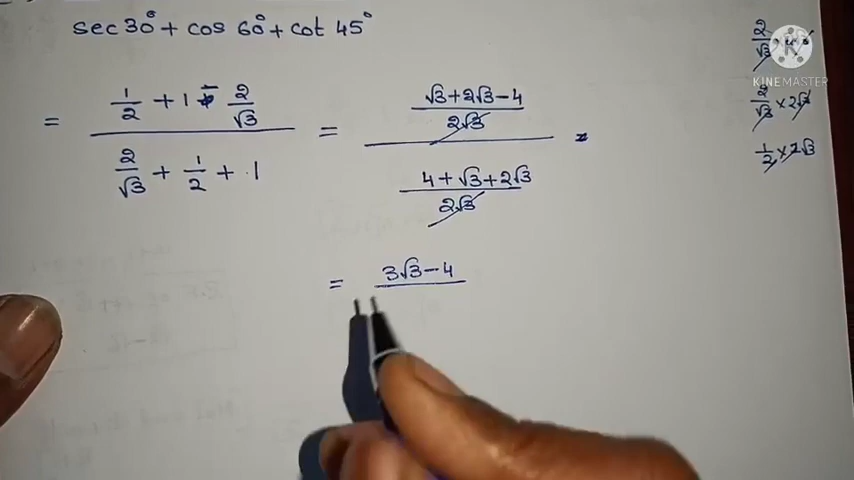 sec 30° + cos 60° + cot 45°
= (1/2 + 1 - 2/√3) / (2/√3 + 1/2 + 1) = ((√3 + 2√3 - 4) / 2√3) / ((4 + √3 + 2√3) / 2√3) =
= 3√3 - 4
2/√3
KINEMASTER
2/√3 × 2√3
1/2 × 2√3